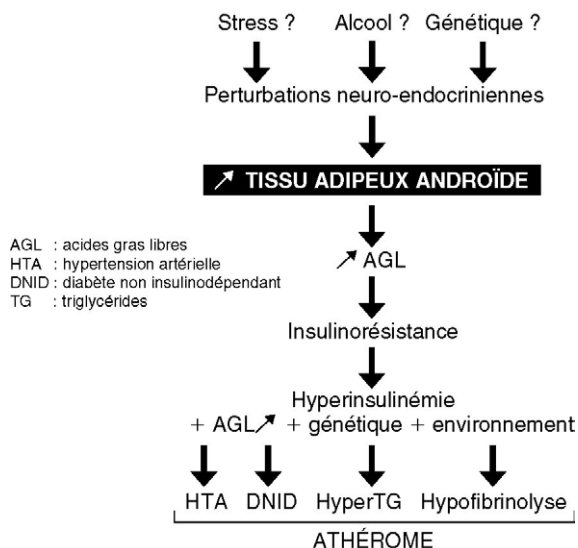 Stress ? Alcool ? Génétique ?
Perturbations neuro-endocriniennes
↗ TISSU ADIPEUX ANDROÏDE
AGL : acides gras libres
HTA : hypertension artérielle
DNID : diabète non insulinodépendant
TG : triglycérides
↗ AGL
Insulinorésistance
Hyperinsulinémie
+ AGL ↗ + génétique + environnement
HTA DNID HyperTG Hypofibrinolyse
ATHÉROME